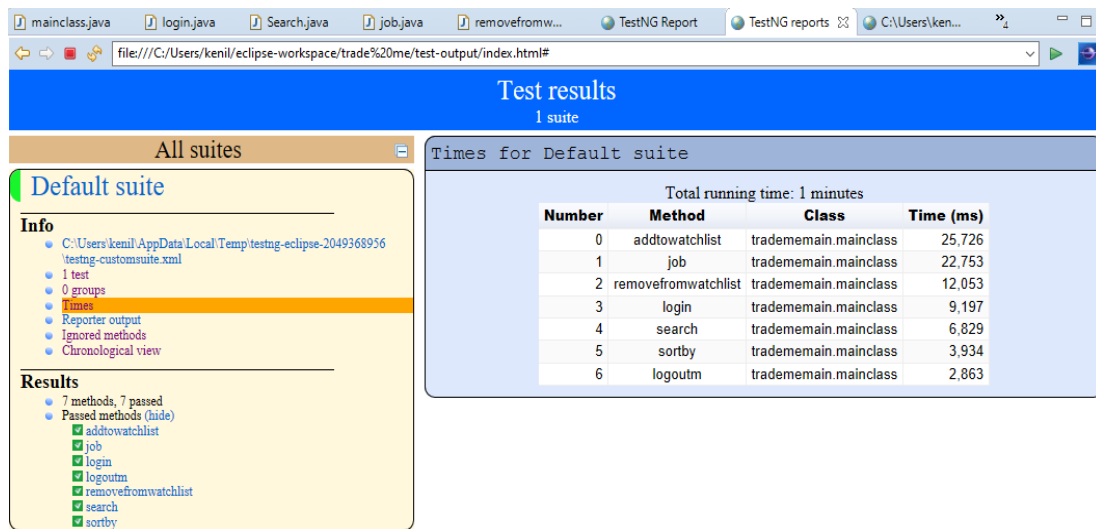 mainclass.java login.java Search.java job.java removefromw... TestNG Report TestNG reports C:\Users\ken... »4
file:///C:/Users/kenil/eclipse-workspace/trade%20me/test-output/index.html#
Test results
1 suite
All suites
Default suite
Info
C:\Users\kenil\AppData\Local\Temp\testng-eclipse-2049368956
\testng-customsuite.xml
1 test
0 groups
Times
Reporter output
Ignored methods
Chronological view
Results
7 methods, 7 passed
Passed methods (hide)
addtowatchlist
job
login
logoutm
removefromwatchlist
search
sortby
Times for Default suite
Total running time: 1 minutes
Number Method Class Time (ms)
0 addtowatchlist tradememain.mainclass 25,726
1 job tradememain.mainclass 22,753
2 removefromwatchlist tradememain.mainclass 12,053
3 login tradememain.mainclass 9,197
4 search tradememain.mainclass 6,829
5 sortby tradememain.mainclass 3,934
6 logoutm tradememain.mainclass 2,863